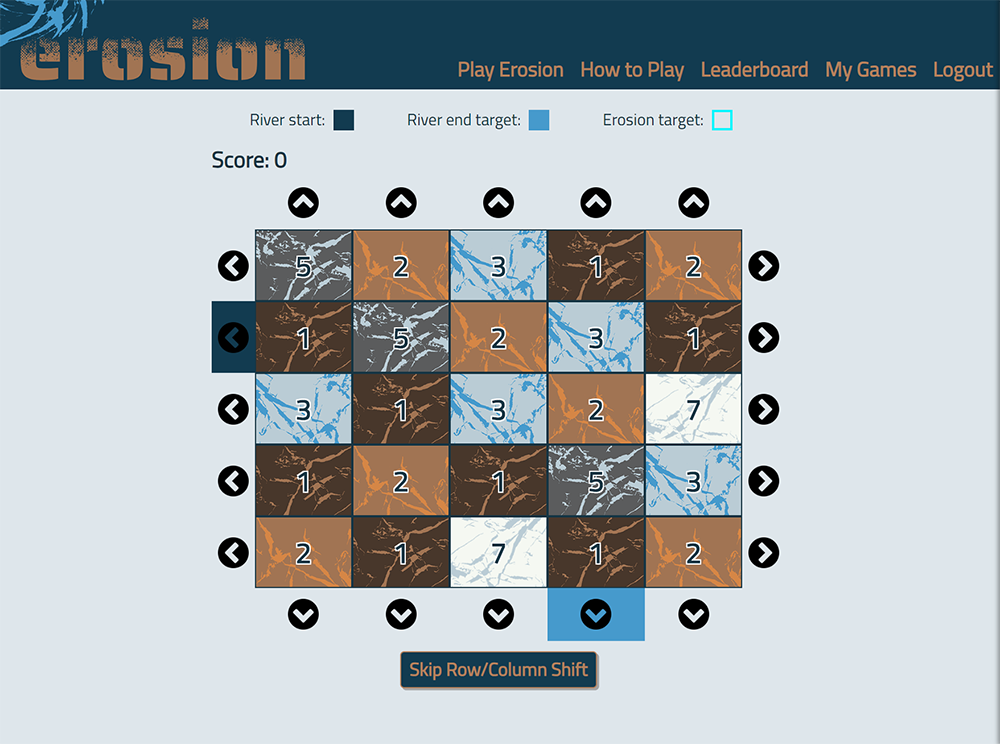 erosion
Play Erosion How to Play Leaderboard My Games Logout
River start: River end target: Erosion target:
Score: 0
5 2 3 1 2
1 5 2 3 1
3 1 3 2 7
1 2 1 5 3
2 1 7 1 2
Skip Row/Column Shift